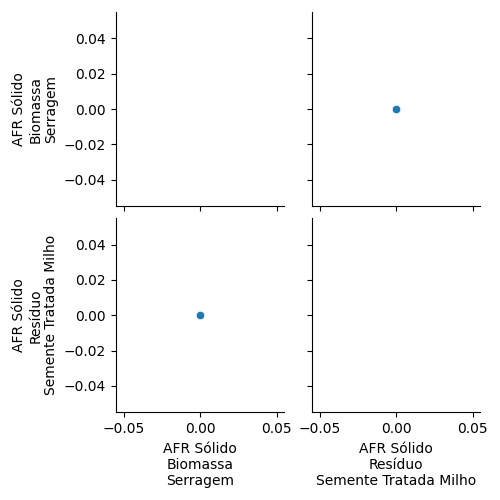 0.04
0.02
0.00
−0.02
−0.04
AFR Sólido
Biomassa
Serragem
0.04
0.02
0.00
−0.02
−0.04
AFR Sólido
Resíduo
Semente Tratada Milho
−0.05
0.00
0.05
AFR Sólido
Biomassa
Serragem
−0.05
0.00
0.05
AFR Sólido
Resíduo
Semente Tratada Milho